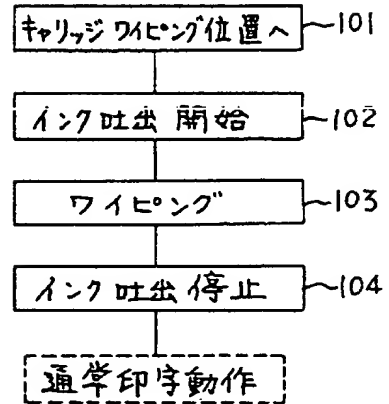 キャリッジワイピング位置へ 101
インク吐出開始 102
ワイピング 103
インク吐出停止 104
通常印字動作